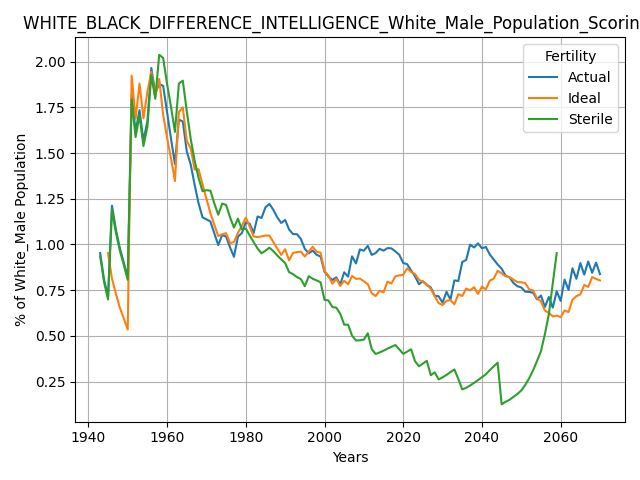 WHITE_BLACK_DIFFERENCE_INTELLIGENCE_White_Male_Population_Scorin
% of White_Male Population
2.00
1.75
1.50
1.25
1.00
0.75
0.50
0.25
Fertility
Actual
Ideal
Sterile
1940 1960 1980 2000 2020 2040 2060
Years